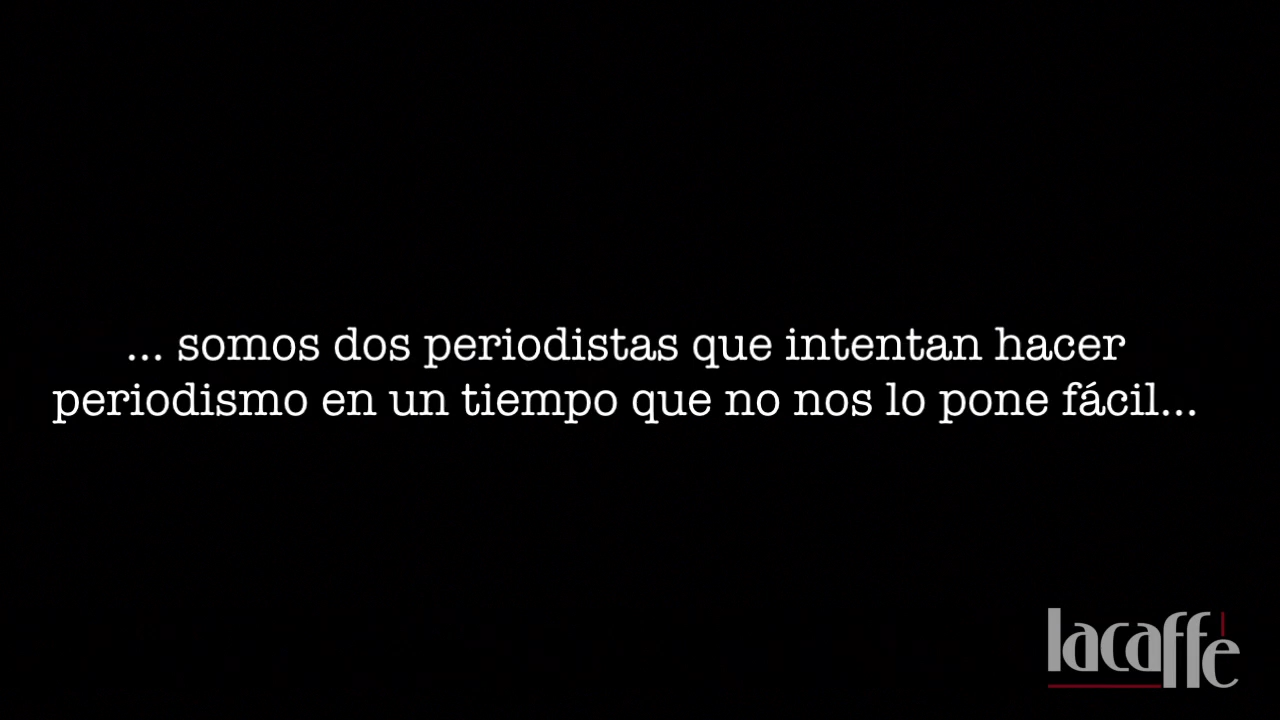 ... somos dos periodistas que intentan hacer
periodismo en un tiempo que no nos lo pone fácil...
lacaffè